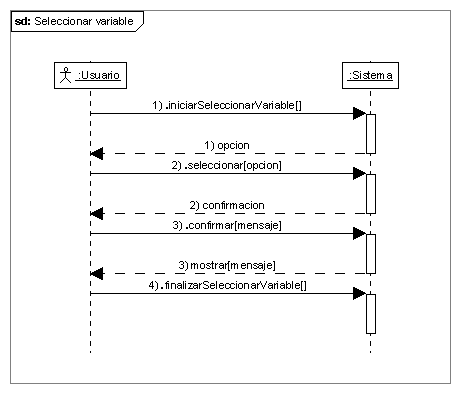 sd: Seleccionar variable
:Usuario
:Sistema
1) .iniciarSeleccionarVariable[]
1) opcion
2) .seleccionar[opcion]
2) confirmacion
3) .confirmar[mensaje]
3) mostrar[mensaje]
4) .finalizarSeleccionarVariable[]